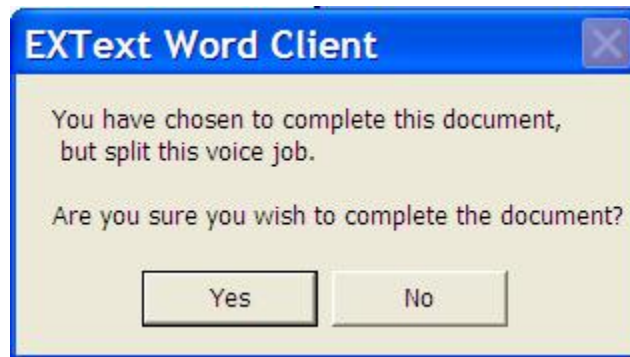 EXText Word Client
You have chosen to complete this document,
but split this voice job.
Are you sure you wish to complete the document?
Yes
No